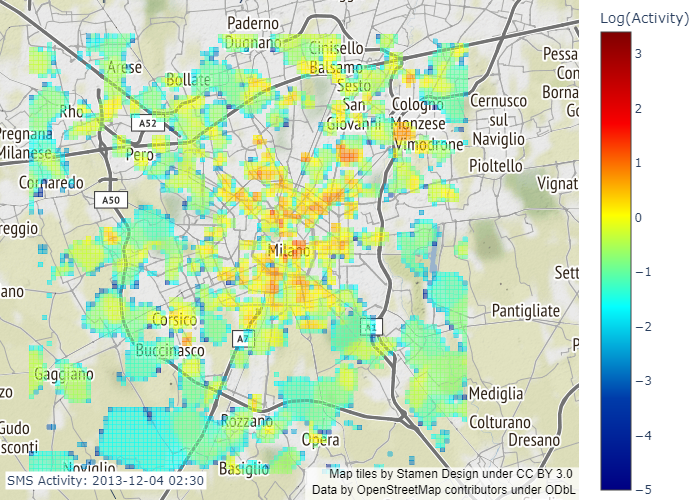 Log(Activity)
3
2
1
0
−1
−2
−3
−4
−5
Paderno
Dugnano
Cinisello
Balsamo
Arese
Bollate
Sesto
San
Giovanni
Cologno
Monzese
Cernusco
sul
Naviglio
Pessa
Con
Borna
Go
Rho
A52
Pregnana
Milanese
Pero
Vimodrone
Pioltello
Vignat
Cornaredo
A50
reggio
Milano
Sett
ano
Pantigliate
Corsico
A7
A1
Buccinasco
P
Gaggiano
zo
Mediglia
Gudo
sconti
Rozzano
Opera
Colturano
Dresano
Noviglio
Basiglio
SMS Activity: 2013-12-04 02:30
Map tiles by Stamen Design under CC BY 3.0
Data by OpenStreetMap contributors under ODbL